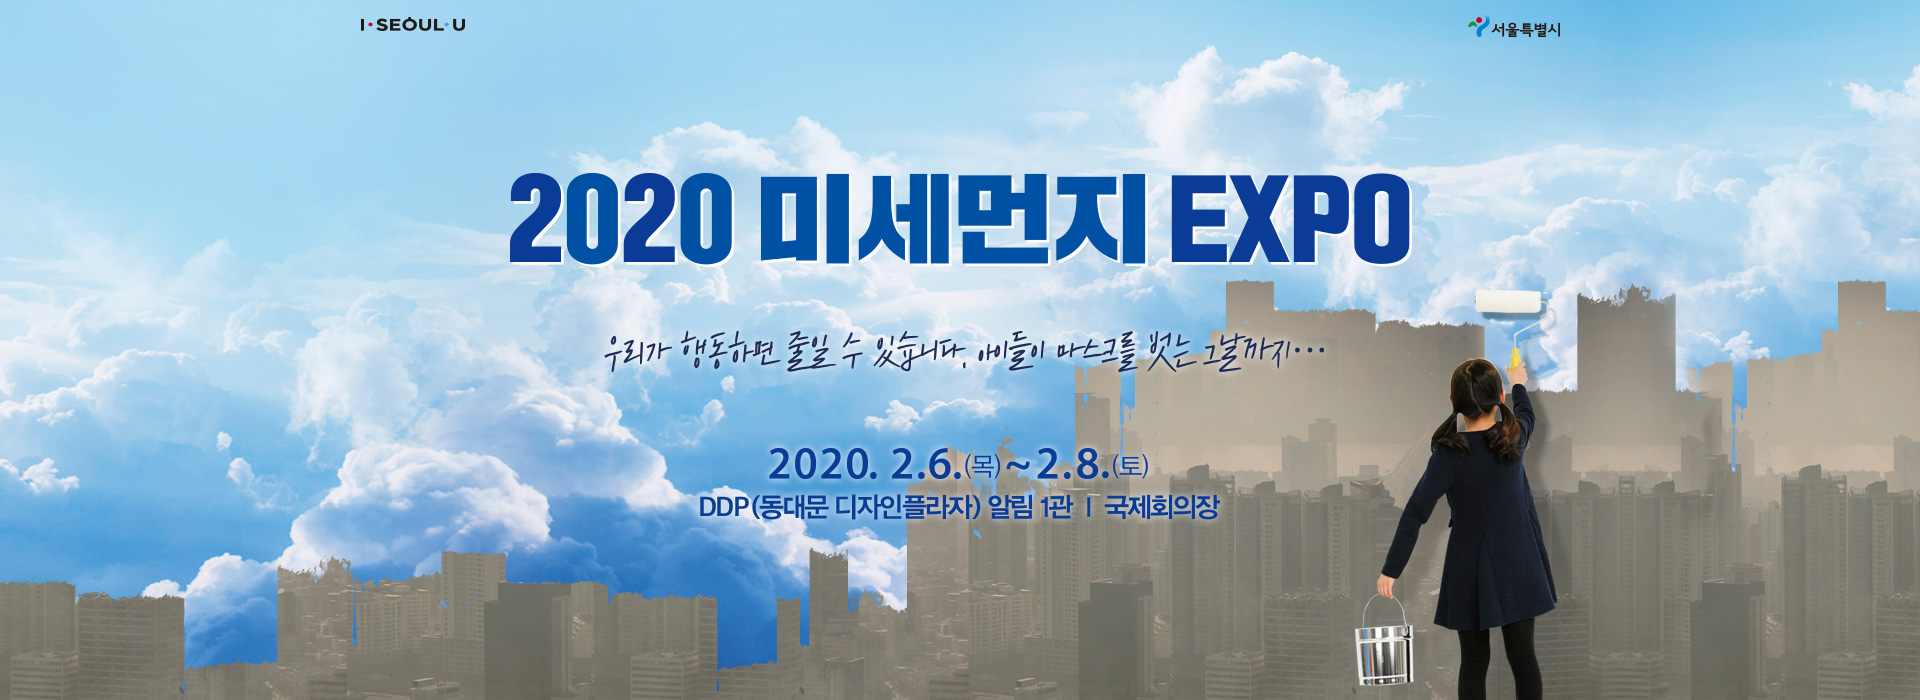 I·SEOUL·U
서울특별시
2020 미세먼지 EXPO
우리가 행동하면 줄일 수 있습니다. 아이들이 마스크를 벗는 그날까지···
2020. 2.6.(목)~2.8.(토)
DDP(동대문 디자인플라자) 알림 1관 | 국제회의장